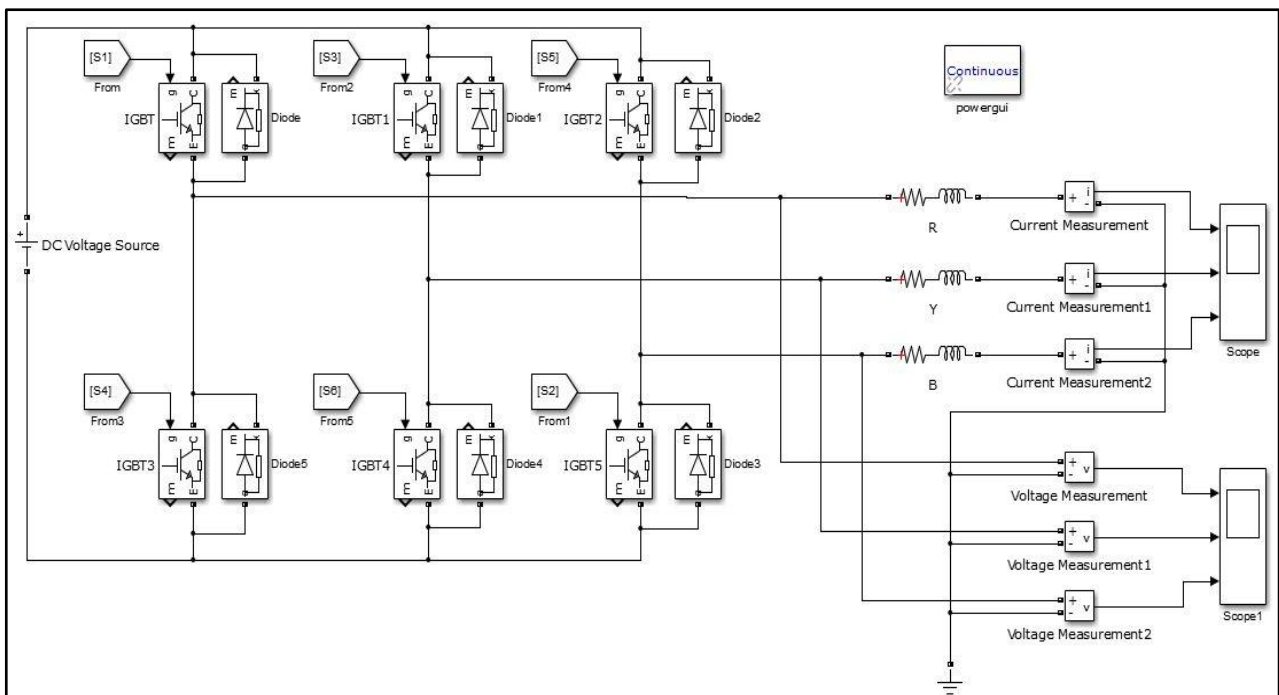 [S1]
From
[S3]
From2
[S5]
From4
Continuous
powergui
g C
m E
IGBT
m k
a
Diode
g C
m E
IGBT1
m k
a
Diode1
g C
m E
IGBT2
m k
a
Diode2
+
DC Voltage Source
R
+ i
-
Current Measurement
Y
+ i
-
Current Measurement1
B
+ i
-
Current Measurement2
Scope
[S4]
From3
[S6]
From5
[S2]
From1
g C
m E
IGBT3
m k
a
Diode5
g C
m E
IGBT4
m k
a
Diode4
g C
m E
IGBT5
m k
a
Diode3
+ v
-
Voltage Measurement
+ v
-
Voltage Measurement1
+ v
-
Voltage Measurement2
Scope1